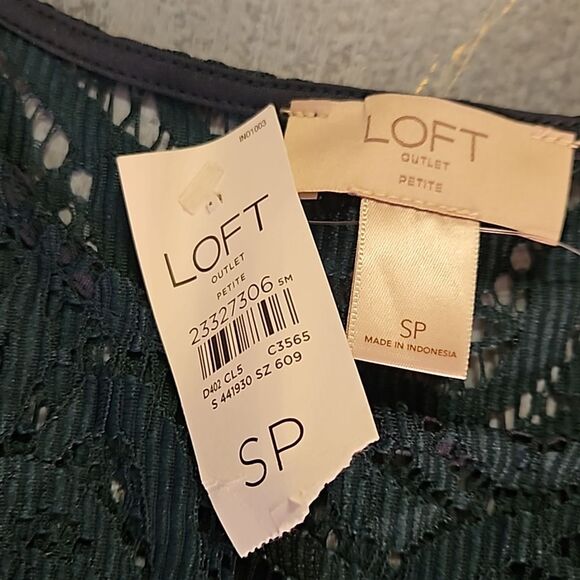 IND1003
LOFT
OUTLET
PETITE
23327306 SM
D402 CL5 C3565
S 441930 SZ 609
SP
LOFT
OUTLET
PETITE
SP
MADE IN INDONESIA